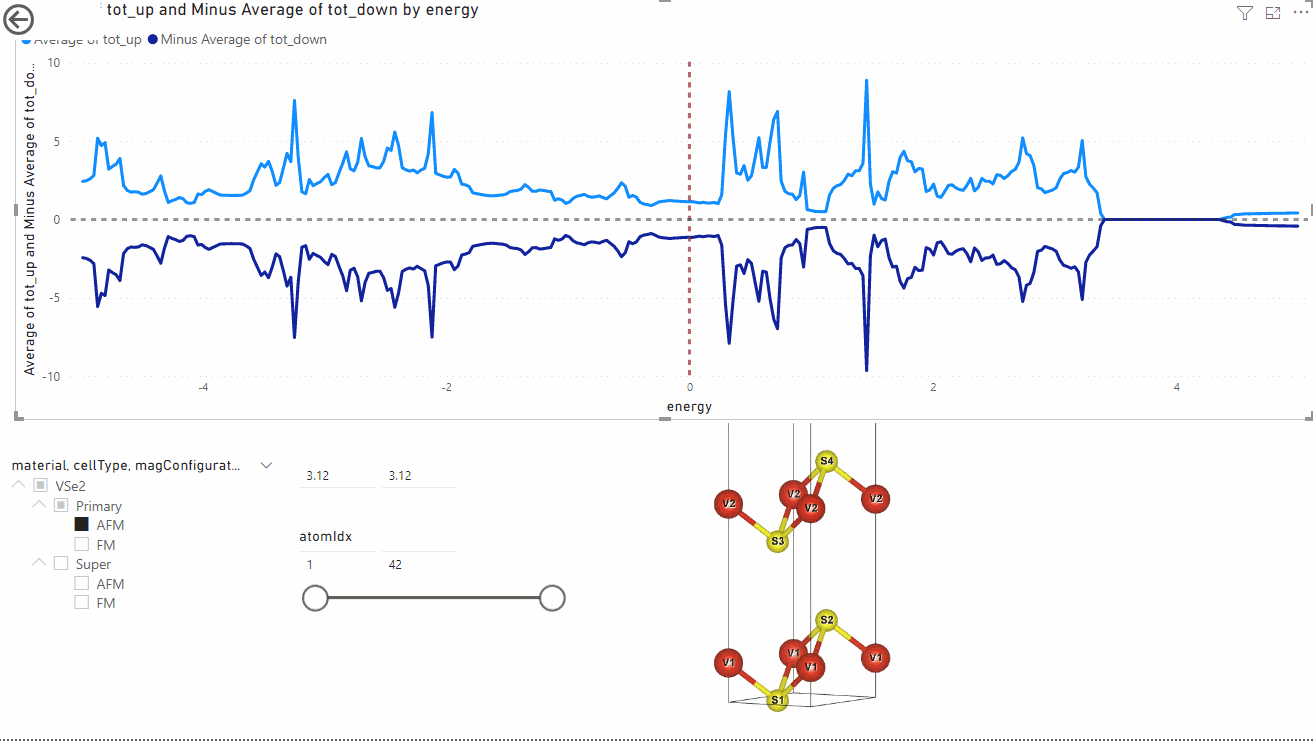 tot_up and Minus Average of tot_down by energy
Average of tot_up Minus Average of tot_down
Average of tot_up and Minus Average of tot_do...
10
5
0
-5
-10
-4 -2 0 2 4
energy
material, cellType, magConfigurat...
VSe2
Primary
AFM
FM
Super
AFM
FM
3.12 3.12
atomIdx
1 42
S4
V2 V2 V2 V2
S3
S2
V1 V1 V1 V1
S1